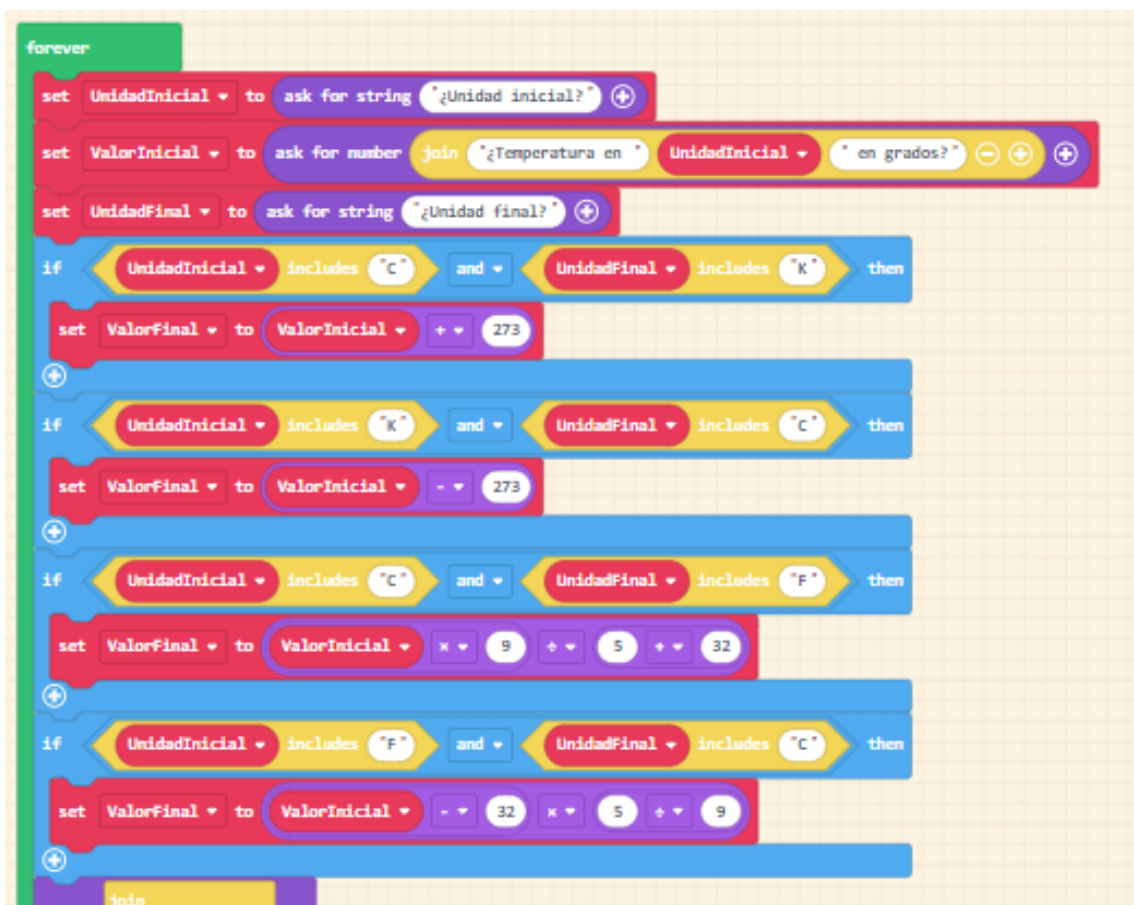 forever
set UnidadInicial to ask for string "¿Unidad inicial?"
set ValorInicial to ask for number join "¿Temperatura en " UnidadInicial " en grados?"
set UnidadFinal to ask for string "¿Unidad final?"
if UnidadInicial includes "C" and UnidadFinal includes "K" then
set ValorFinal to ValorInicial + 273
if UnidadInicial includes "K" and UnidadFinal includes "C" then
set ValorFinal to ValorInicial - 273
if UnidadInicial includes "C" and UnidadFinal includes "F" then
set ValorFinal to ValorInicial × 9 ÷ 5 + 32
if UnidadInicial includes "F" and UnidadFinal includes "C" then
set ValorFinal to ValorInicial - 32 × 5 ÷ 9
join